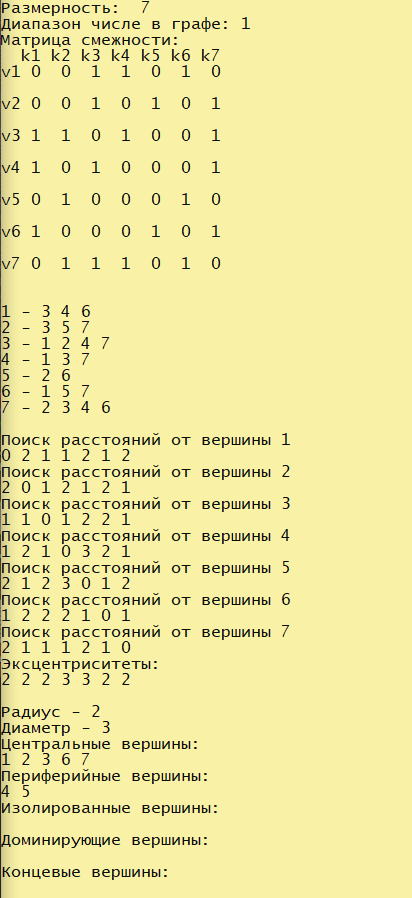 Размерность: 7
Диапазон числе в графе: 1
Матрица смежности:
k1 k2 k3 k4 k5 k6 k7
v1 0 0 1 1 0 1 0
v2 0 0 1 0 1 0 1
v3 1 1 0 1 0 0 1
v4 1 0 1 0 0 0 1
v5 0 1 0 0 0 1 0
v6 1 0 0 0 1 0 1
v7 0 1 1 1 0 1 0
1 - 3 4 6
2 - 3 5 7
3 - 1 2 4 7
4 - 1 3 7
5 - 2 6
6 - 1 5 7
7 - 2 3 4 6
Поиск расстояний от вершины 1
0 2 1 1 2 1 2
Поиск расстояний от вершины 2
2 0 1 2 1 2 1
Поиск расстояний от вершины 3
1 1 0 1 2 2 1
Поиск расстояний от вершины 4
1 2 1 0 3 2 1
Поиск расстояний от вершины 5
2 1 2 3 0 1 2
Поиск расстояний от вершины 6
1 2 2 2 1 0 1
Поиск расстояний от вершины 7
2 1 1 1 2 1 0
Эксцентриситеты:
2 2 2 3 3 2 2
Радиус - 2
Диаметр - 3
Центральные вершины:
1 2 3 6 7
Периферийные вершины:
4 5
Изолированные вершины:
Доминирующие вершины:
Концевые вершины: